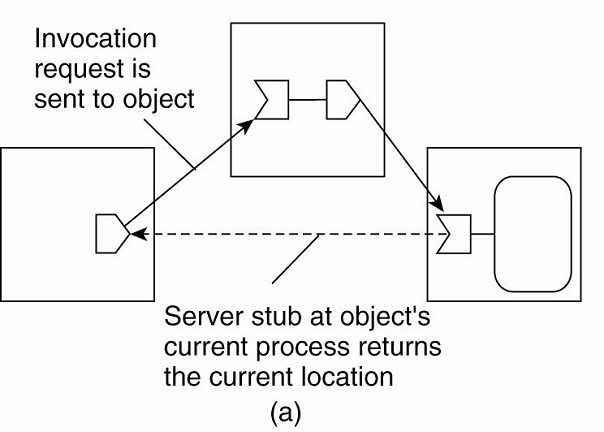 Invocation
request is
sent to object
Server stub at object's
current process returns
the current location
(a)